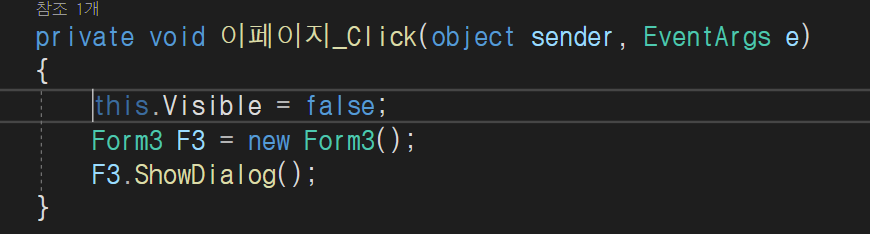 참조 1개
private void 이페이지_Click(object sender, EventArgs e)
{
this.Visible = false;
Form3 F3 = new Form3();
F3.ShowDialog();
}